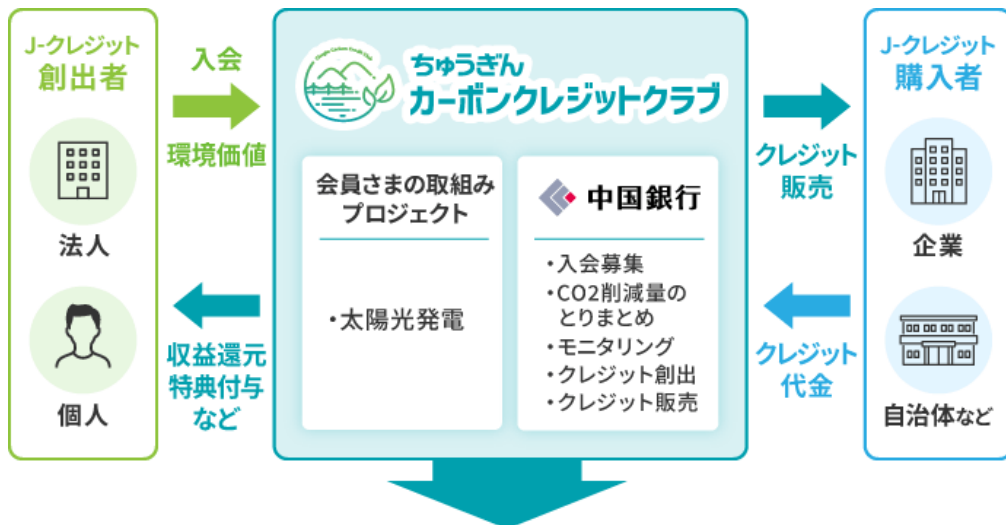 J-クレジット
創出者
法人
個人
入会
環境価値
収益還元
特典付与
など
ちゅうぎん
カーボンクレジットクラブ
会員さまの取組み
プロジェクト
・太陽光発電
中国銀行
・入会募集
・CO2削減量の
とりまとめ
・モニタリング
・クレジット創出
・クレジット販売
クレジット
販売
クレジット
代金
J-クレジット
購入者
企業
自治体など